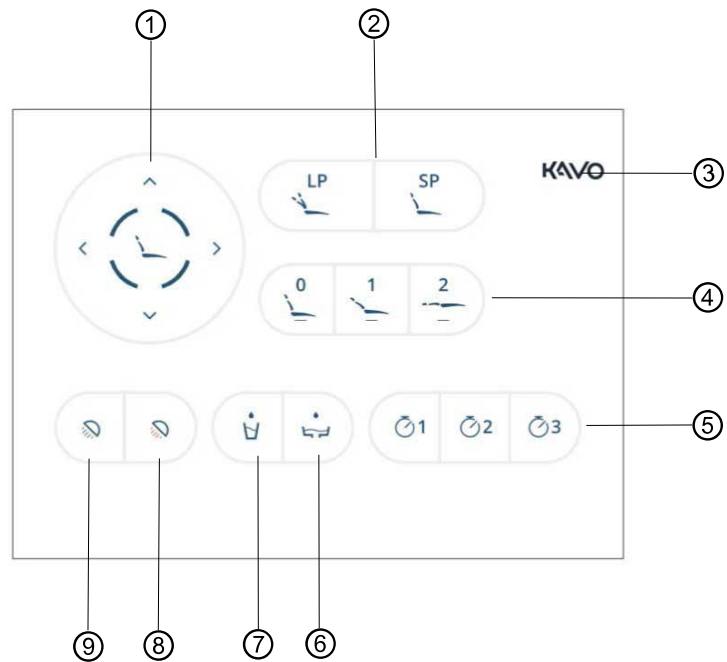 ① ②
LP SP
KAVO
③
0 1 2
④
1 2 3
⑤
⑨ ⑧ ⑦ ⑥